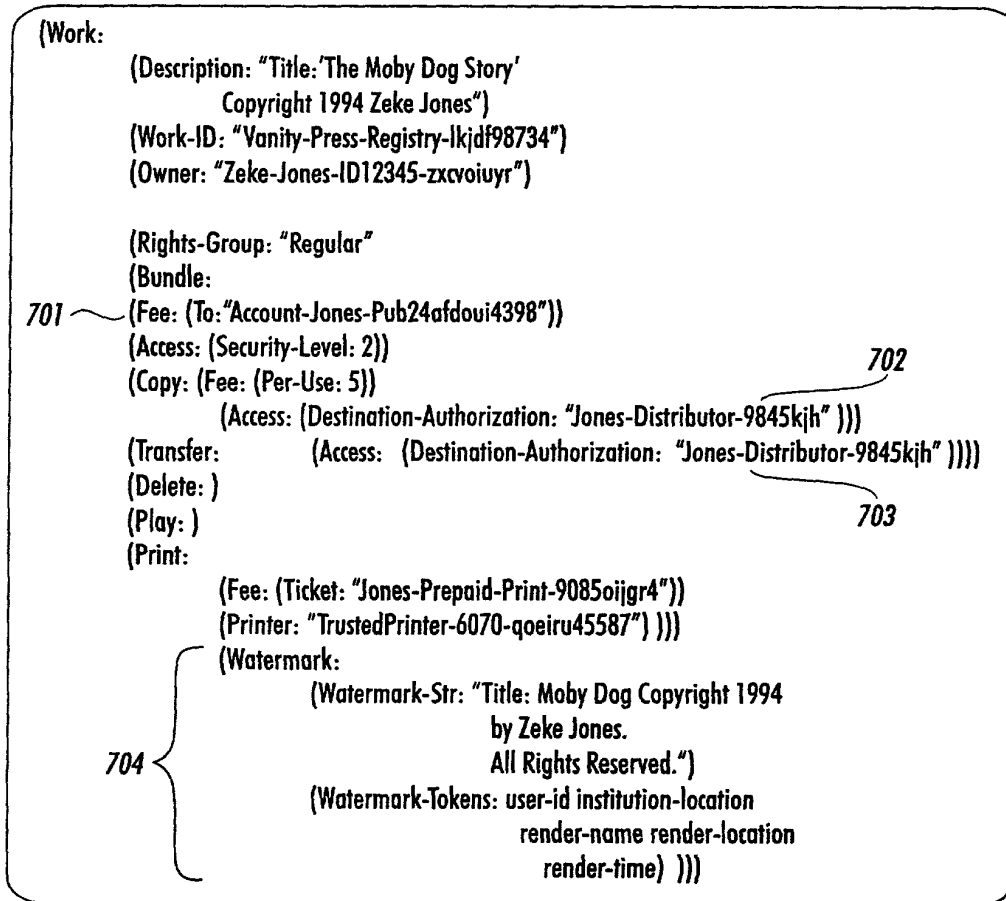 (Work:
(Description: "Title:'The Moby Dog Story'
Copyright 1994 Zeke Jones")
(Work-ID: "Vanity-Press-Registry-lkjdf98734")
(Owner: "Zeke-Jones-ID12345-zxcvoiuyr")
(Rights-Group: "Regular"
(Bundle:
701 (Fee: (To:"Account-Jones-Pub24afdoui4398"))
(Access: (Security-Level: 2))
(Copy: (Fee: (Per-Use: 5))
702
(Access: (Destination-Authorization: "Jones-Distributor-9845kjh" )))
(Transfer: (Access: (Destination-Authorization: "Jones-Distributor-9845kjh" ))))
(Delete: )
703
(Play: )
(Print:
(Fee: (Ticket: "Jones-Prepaid-Print-9085oijgr4"))
(Printer: "TrustedPrinter-6070-qoeiru45587") )))
(Watermark:
(Watermark-Str: "Title: Moby Dog Copyright 1994
by Zeke Jones.
704 All Rights Reserved.")
(Watermark-Tokens: user-id institution-location
render-name render-location
render-time) )))